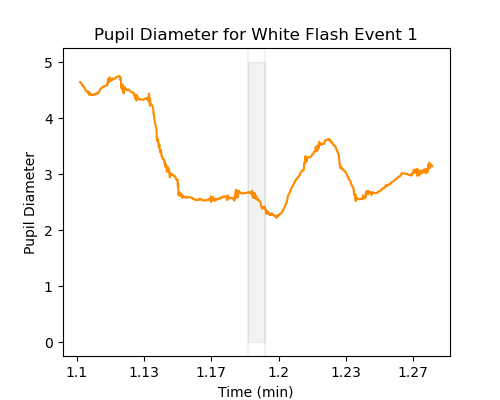 Pupil Diameter for White Flash Event 1
5
4
3
2
1
0
Pupil Diameter
1.1 1.13 1.17 1.2 1.23 1.27
Time (min)